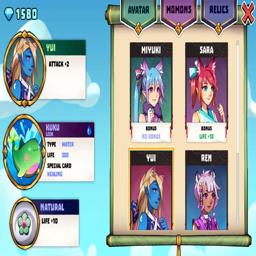 1580
AVATAR
MOMONS
RELICS
YUI
ATTACK +2
KUKU
TYPE WATER
LIFE 200
SPECIAL CARD
HEALING
NATURAL
LIFE +10
MIYUKI
BONUS
NO BONUS
SARA
BONUS
LIFE +10
YUI
REN